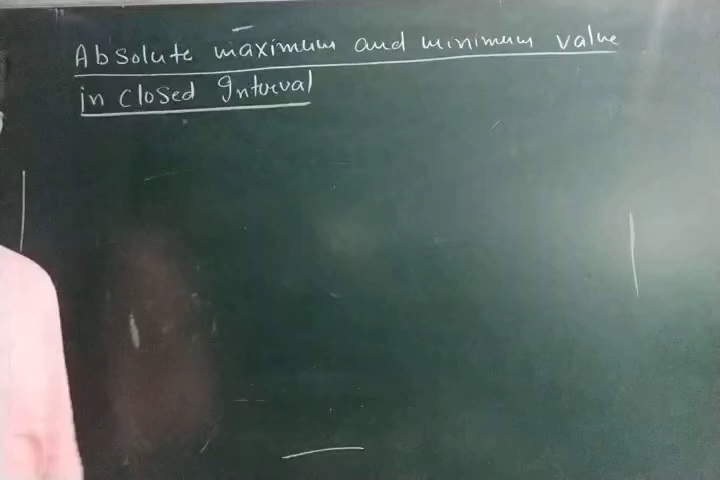 Absolute maximum and minimum value
in Closed Interval